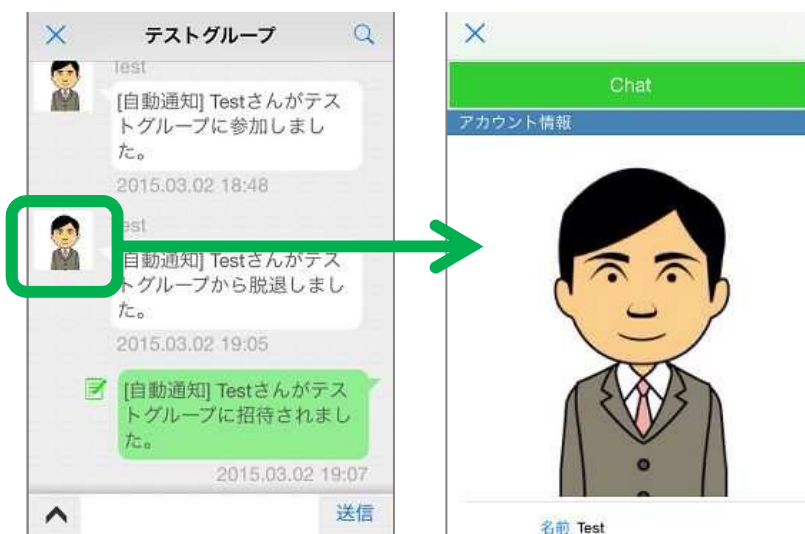 テストグループ
Test
[自動通知] Testさんがテス
トグループに参加しまし
た。
2015.03.02 18:48
est
自動通知] Testさんがテス
トグループから脱退しまし
た。
2015.03.02 19:05
[自動通知] Testさんがテス
トグループに招待されまし
た。
2015.03.02 19:07
送信
Chat
アカウント情報
名前 Test